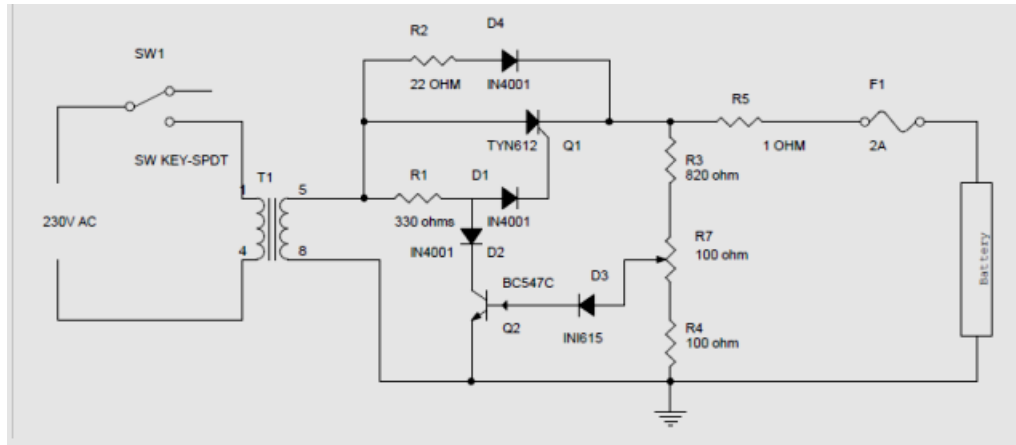 R2
D4
SW1
22 OHM
IN4001
R5
F1
TYN612
Q1
1 OHM
2A
SW KEY-SPDT
R3
820 ohm
T1
R1
D1
1
5
330 ohms
IN4001
230V AC
R7
100 ohm
IN4001
D2
4
8
BC547C
D3
Battery
Q2
INI615
R4
100 ohm